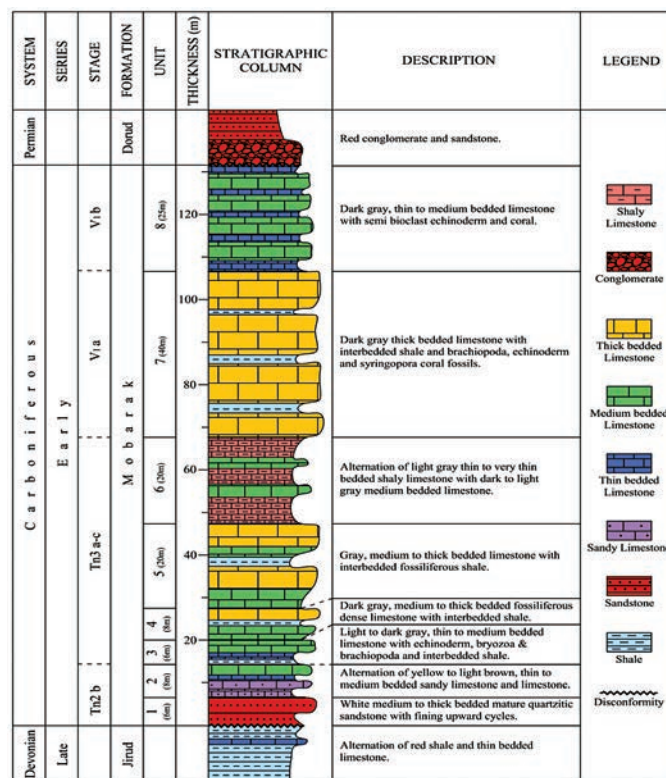 SYSTEM
SERIES
STAGE
FORMATION
UNIT
THICKNESS (m)
STRATIGRAPHIC
COLUMN
DESCRIPTION
LEGEND
Permian
Dorud
Red conglomerate and sandstone.
Carboniferous
Early
Mobarak
V1 b
8 (25m)
120
Dark gray, thin to medium bedded limestone
with semi bioclast echinoderm and coral.
V1 a
7 (40m)
100
80
Dark gray thick bedded limestone with
interbedded shale and brachiopoda, echinoderm
and syringopora coral fossils.
Tn3 a-c
6 (20m)
60
Alternation of light gray thin to very thin
bedded shaly limestone with dark to light
gray medium bedded limestone.
5 (20m)
40
Gray, medium to thick bedded limestone with
interbedded fossiliferous shale.
4
(8m)
Dark gray, medium to thick bedded fossiliferous
dense limestone with interbedded shale.
20
3
(6m)
Light to dark gray, thin to medium bedded
limestone with echinoderm, bryozoa &
brachiopoda and interbedded shale.
Tn2 b
2
(8m)
Alternation of yellow to light brown, thin to
medium bedded sandy limestone and limestone.
1
(6m)
White medium to thick bedded mature quartzitic
sandstone with fining upward cycles.
Devonian
Late
Jirud
Alternation of red shale and thin bedded
limestone.
Shaly
Limestone
Conglomerate
Thick bedded
Limestone
Medium bedded
Limestone
Thin bedded
Limestone
Sandy Limestone
Sandstone
Shale
Disconformity